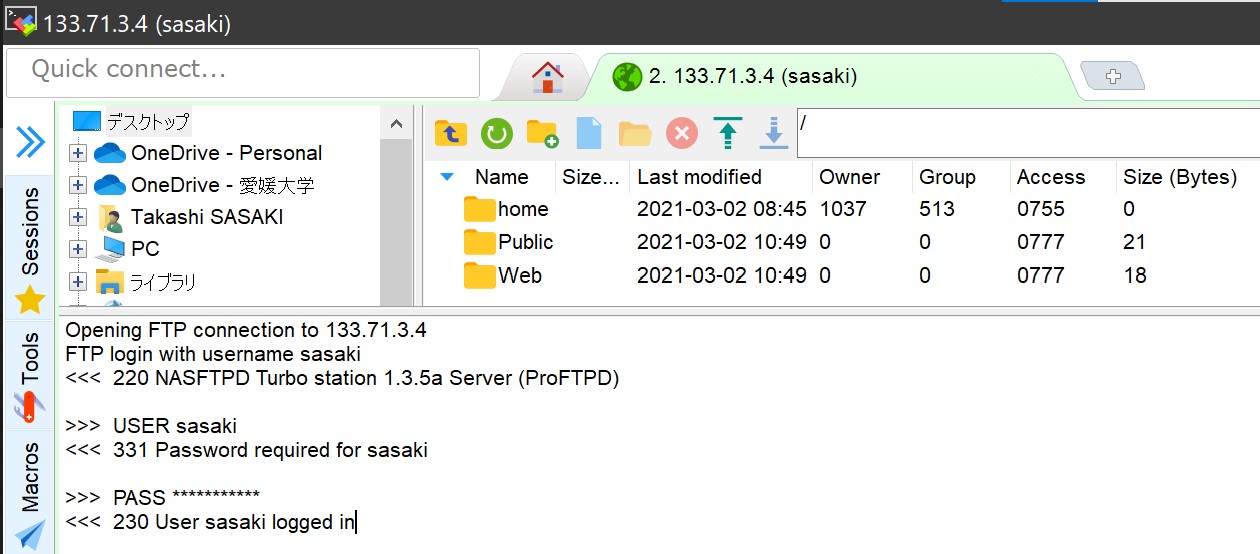 133.71.3.4 (sasaki)
Quick connect...
2. 133.71.3.4 (sasaki)
デスクトップ
OneDrive - Personal
OneDrive - 愛媛大学
Takashi SASAKI
PC
ライブラリ
Sessions
Tools
Macros
/
Name Size... Last modified Owner Group Access Size (Bytes)
home 2021-03-02 08:45 1037 513 0755 0
Public 2021-03-02 10:49 0 0 0777 21
Web 2021-03-02 10:49 0 0 0777 18
Opening FTP connection to 133.71.3.4
FTP login with username sasaki
<<< 220 NASFTPD Turbo station 1.3.5a Server (ProFTPD)
>>> USER sasaki
<<< 331 Password required for sasaki
>>> PASS ***********
<<< 230 User sasaki logged in